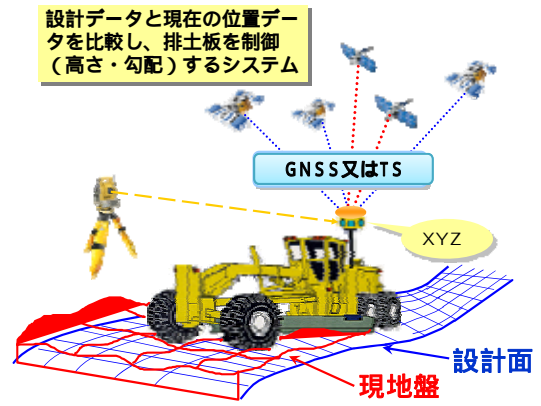 設計データと現在の位置デー
タを比較し、排土板を制御
（高さ・勾配）するシステム
GNSS又はTS
XYZ
設計面
現地盤